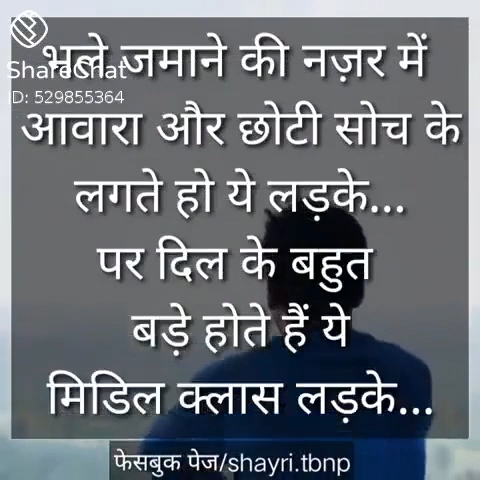 ShareChat
ID: 529855364
भले जमाने की नज़र में
आवारा और छोटी सोच के
लगते हो ये लड़के...
पर दिल के बहुत
बड़े होते हैं ये
मिडिल क्लास लड़के...
फेसबुक पेज/shayri.tbnp